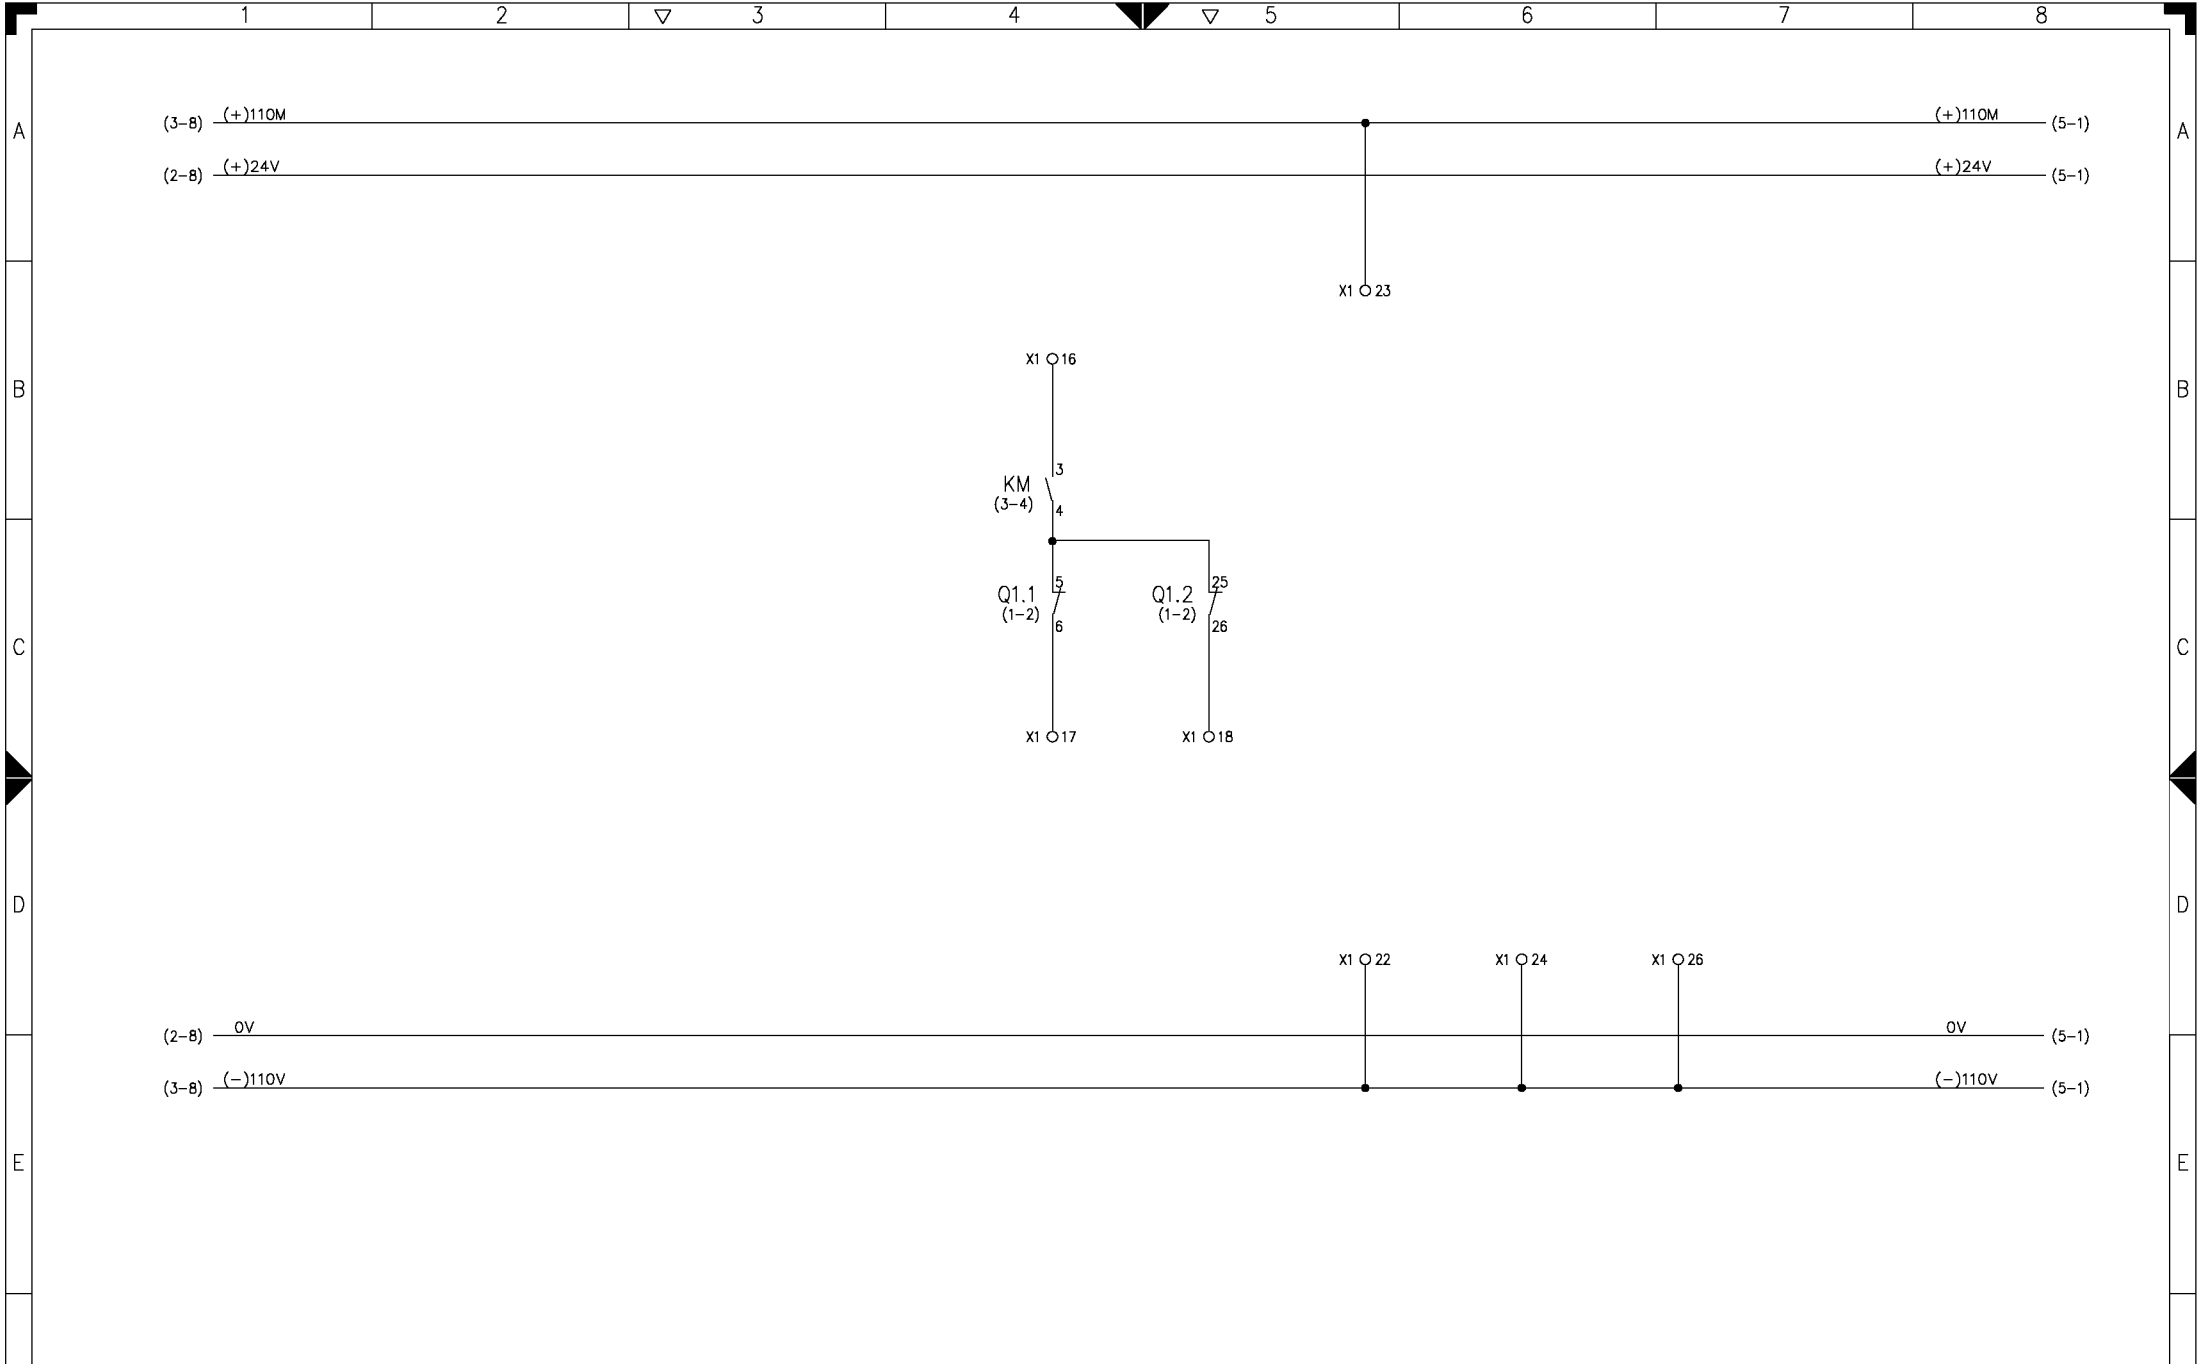 1 2 3 4 5 6 7 8
(3-8) (+)110M (+)110M (5-1)
A A
(2-8) (+)24V (+)24V (5-1)
X1 23
X1 16
B B
3
KM
(3-4)
4
5 25
Q1.1 Q1.2
(1-2) (1-2)
6 26
C C
X1 17 X1 18
D D
X1 22 X1 24 X1 26
(2-8) 0V 0V (5-1)
(3-8) (-)110V (-)110V (5-1)
E E